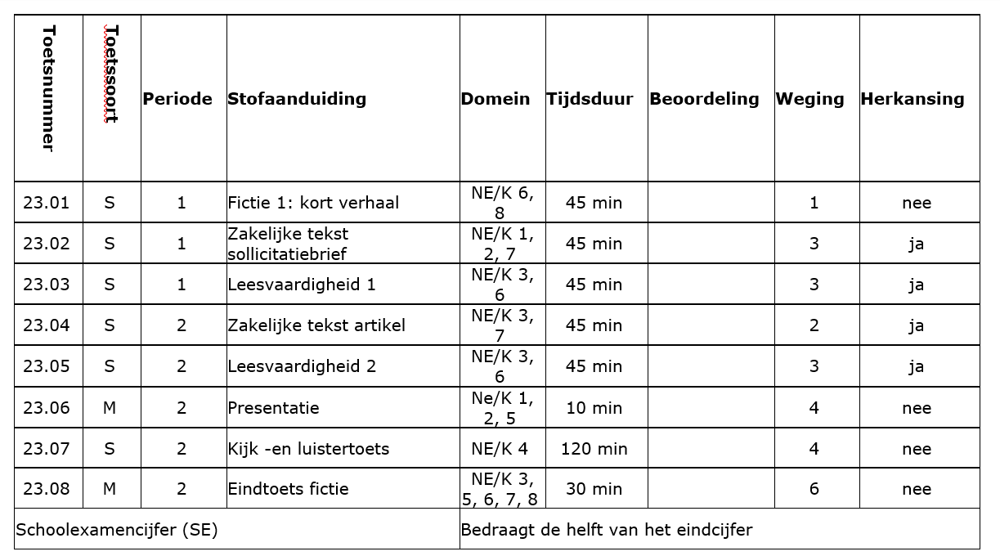 Toetsnummer Toetssoort Periode Stofaanduiding Domein Tijdsduur Beoordeling Weging Herkansing
23.01 S 1 Fictie 1: kort verhaal NE/K 6, 45 min 1 nee
8
23.02 S 1 Zakelijke tekst NE/K 1, 45 min 3 ja
sollicitatiebrief 2, 7
23.03 S 1 Leesvaardigheid 1 NE/K 3, 45 min 3 ja
6
23.04 S 2 Zakelijke tekst artikel NE/K 3, 45 min 2 ja
7
23.05 S 2 Leesvaardigheid 2 NE/K 3, 45 min 3 ja
6
23.06 M 2 Presentatie Ne/K 1, 10 min 4 nee
2, 5
23.07 S 2 Kijk -en luistertoets NE/K 4 120 min 4 nee
23.08 M 2 Eindtoets fictie NE/K 3, 30 min 6 nee
5, 6, 7, 8
Schoolexamencijfer (SE) Bedraagt de helft van het eindcijfer